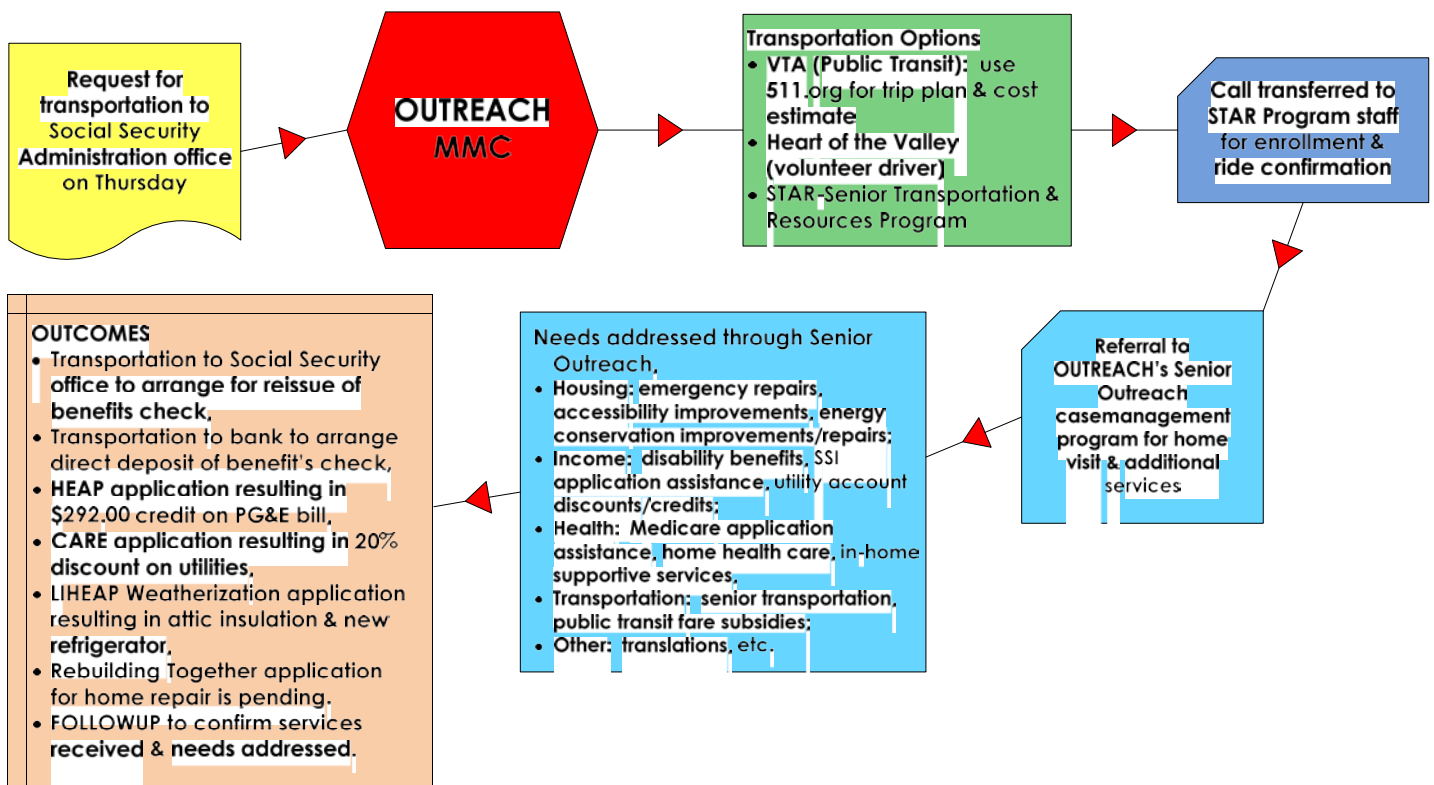 Request for
transportation to
Social Security
Administration office
on Thursday
OUTREACH
MMC
Transportation Options
• VTA (Public Transit): use
511.org for trip plan & cost
estimate
• Heart of the Valley
(volunteer driver)
• STAR-Senior Transportation &
Resources Program
Call transferred to
STAR Program staff
for enrollment &
ride confirmation
Referral to
OUTREACH's Senior
Outreach
casemanagement
program for home
visit & additional
services
Needs addressed through Senior
Outreach.
• Housing: emergency repairs,
accessibility improvements, energy
conservation improvements/repairs;
• Income: disability benefits, SSI
application assistance, utility account
discounts/credits;
• Health: Medicare application
assistance, home health care, in-home
supportive services,
• Transportation: senior transportation,
public transit fare subsidies;
• Other: translations, etc.
OUTCOMES
• Transportation to Social Security
office to arrange for reissue of
benefits check,
• Transportation to bank to arrange
direct deposit of benefit's check,
• HEAP application resulting in
$292.00 credit on PG&E bill,
• CARE application resulting in 20%
discount on utilities,
• LIHEAP Weatherization application
resulting in attic insulation & new
refrigerator,
• Rebuilding Together application
for home repair is pending.
• FOLLOWUP to confirm services
received & needs addressed.